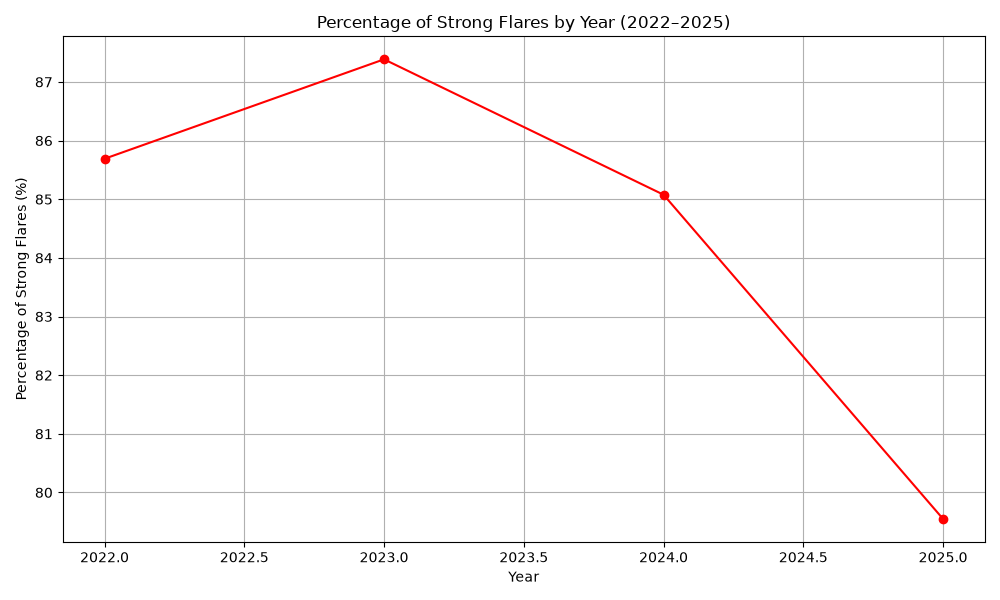 Percentage of Strong Flares by Year (2022–2025)
Percentage of Strong Flares (%)
87
86
85
84
83
82
81
80
2022.0 2022.5 2023.0 2023.5 2024.0 2024.5 2025.0
Year